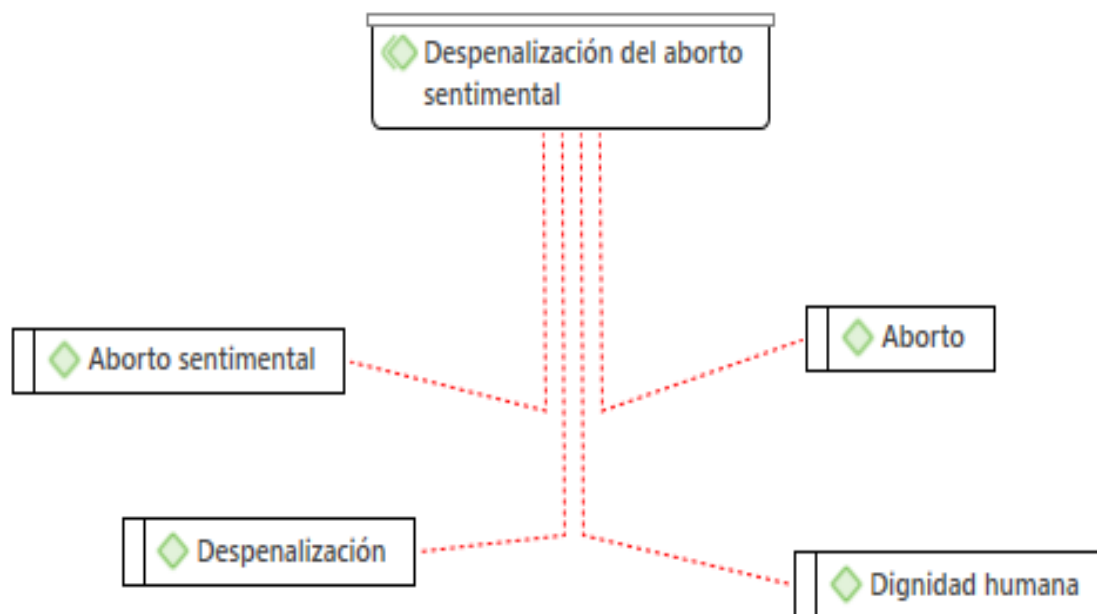 Despenalización del aborto
sentimental
Aborto sentimental
Aborto
Despenalización
Dignidad humana